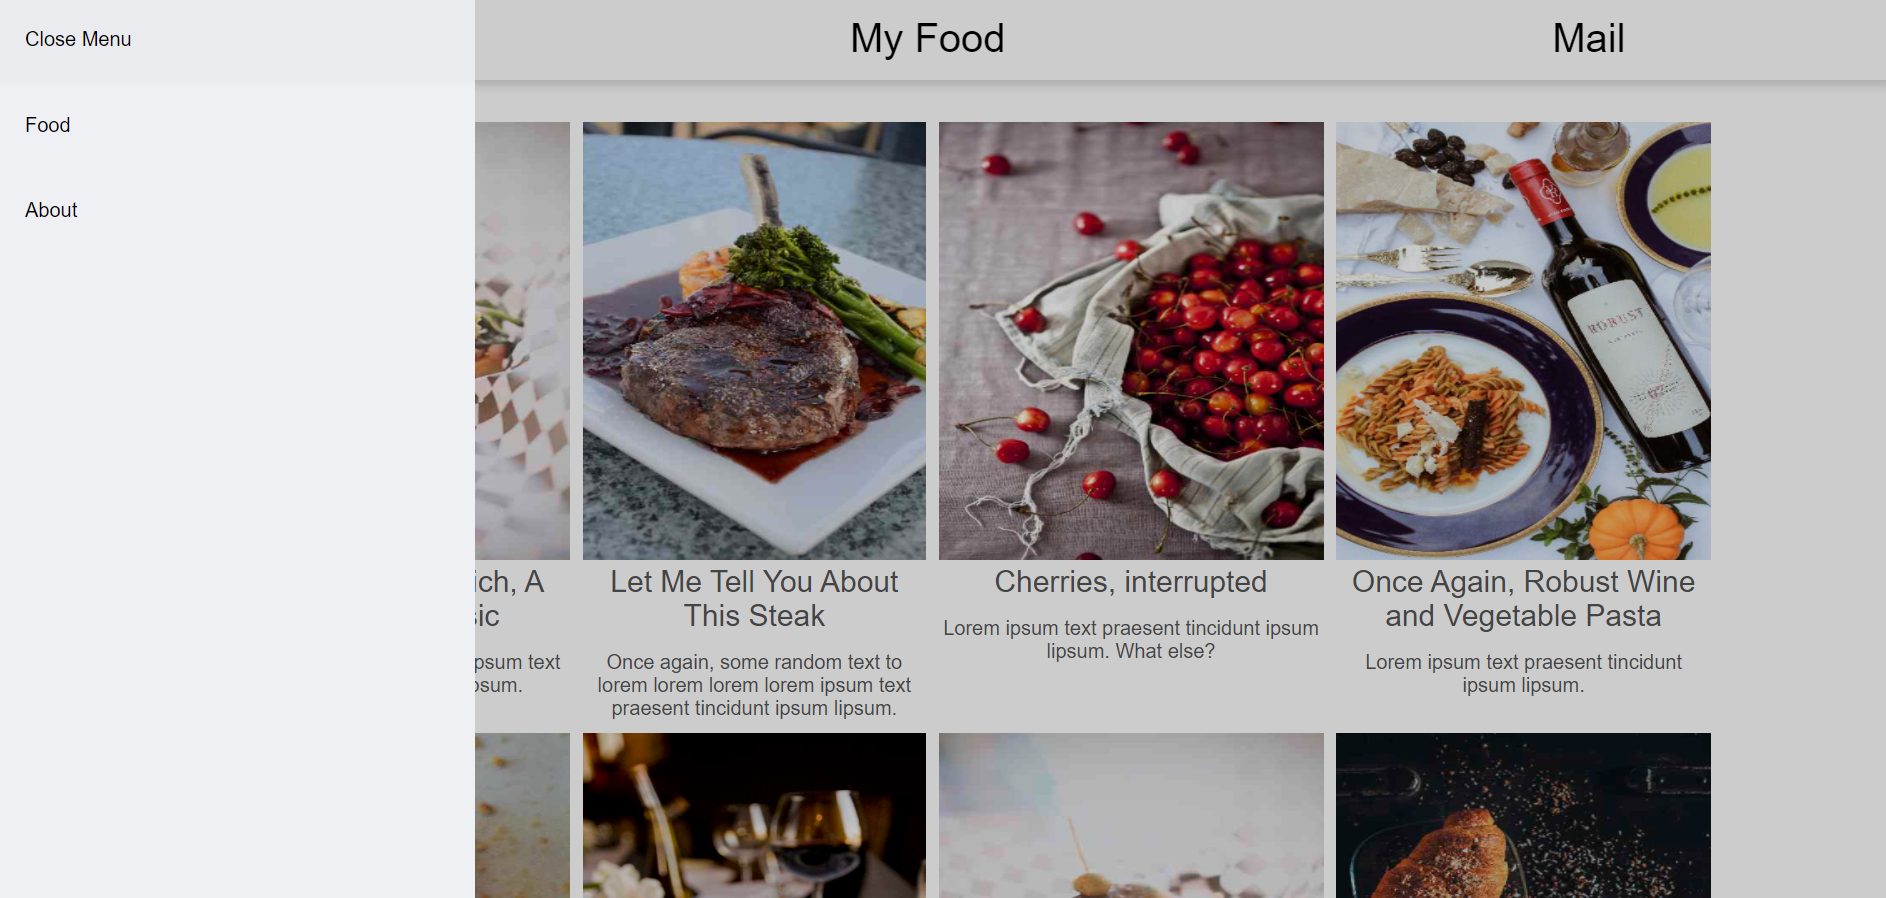 Close Menu
Food
About
My Food
Mail
ich, A
sic
psum text
osum.
Let Me Tell You About
This Steak
Once again, some random text to
lorem lorem lorem lorem ipsum text
praesent tincidunt ipsum lipsum.
Cherries, interrupted
Lorem ipsum text praesent tincidunt ipsum
lipsum. What else?
ROBUST
Once Again, Robust Wine
and Vegetable Pasta
Lorem ipsum text praesent tincidunt
ipsum lipsum.